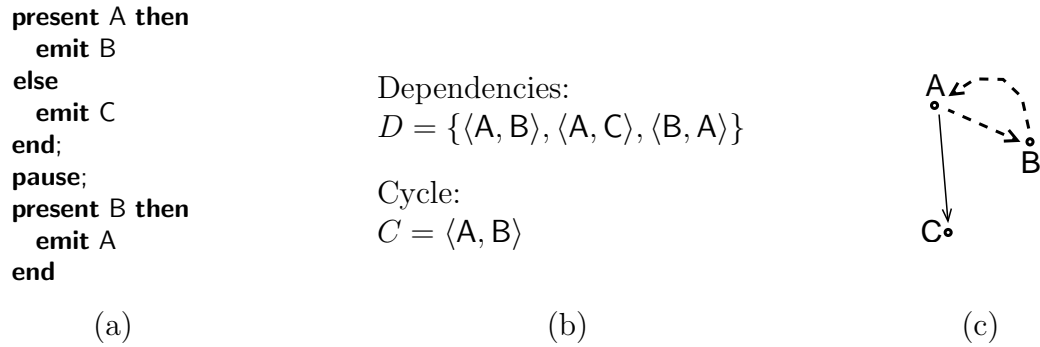 present A then
emit B
else
emit C
end;
pause;
present B then
emit A
end
(a)
Dependencies:
D = {⟨A, B⟩, ⟨A, C⟩, ⟨B, A⟩}
Cycle:
C = ⟨A, B⟩
(b)
A
B
C
(c)